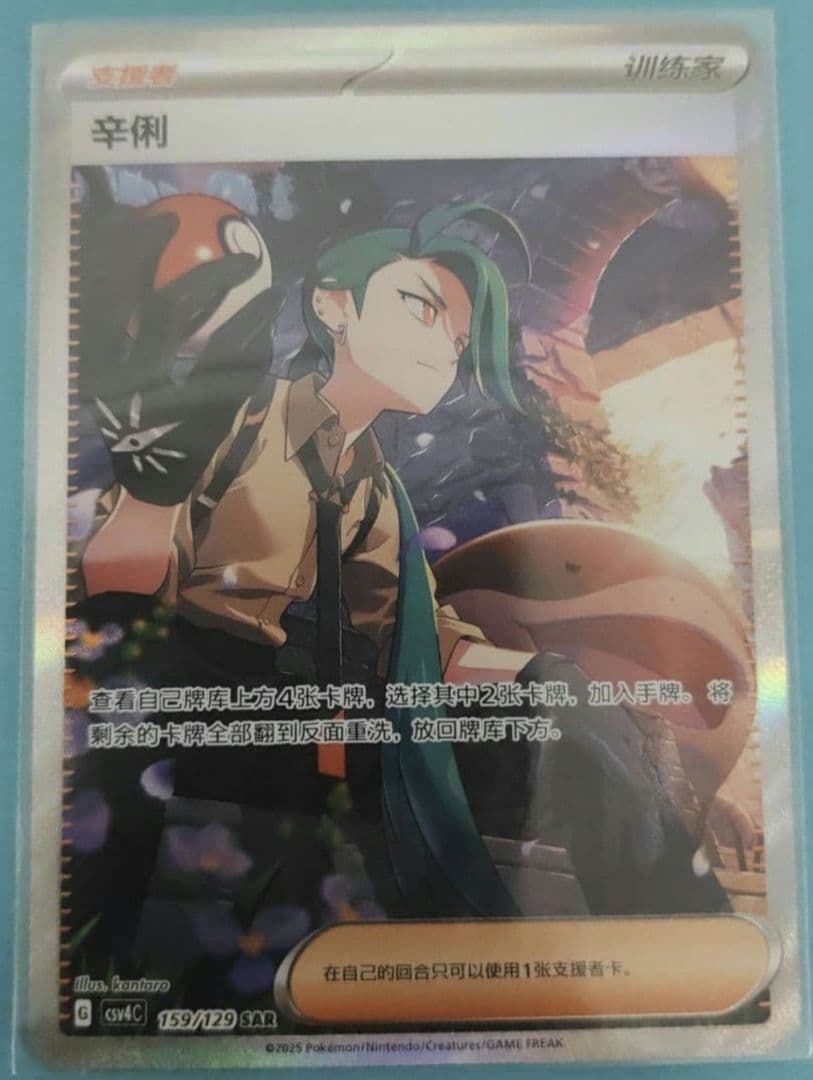 支援者
训练家
辛俐
查看自己牌库上方4张卡牌，选择其中2张卡牌，加入手牌。将
剩余的卡牌全部翻到反面重洗，放回牌库下方。
在自己的回合只可以使用1张支援者卡。
Illus. kantaro
G CSV4C 159/129 SAR
©2025 Pokémon/Nintendo/Creatures/GAME FREAK